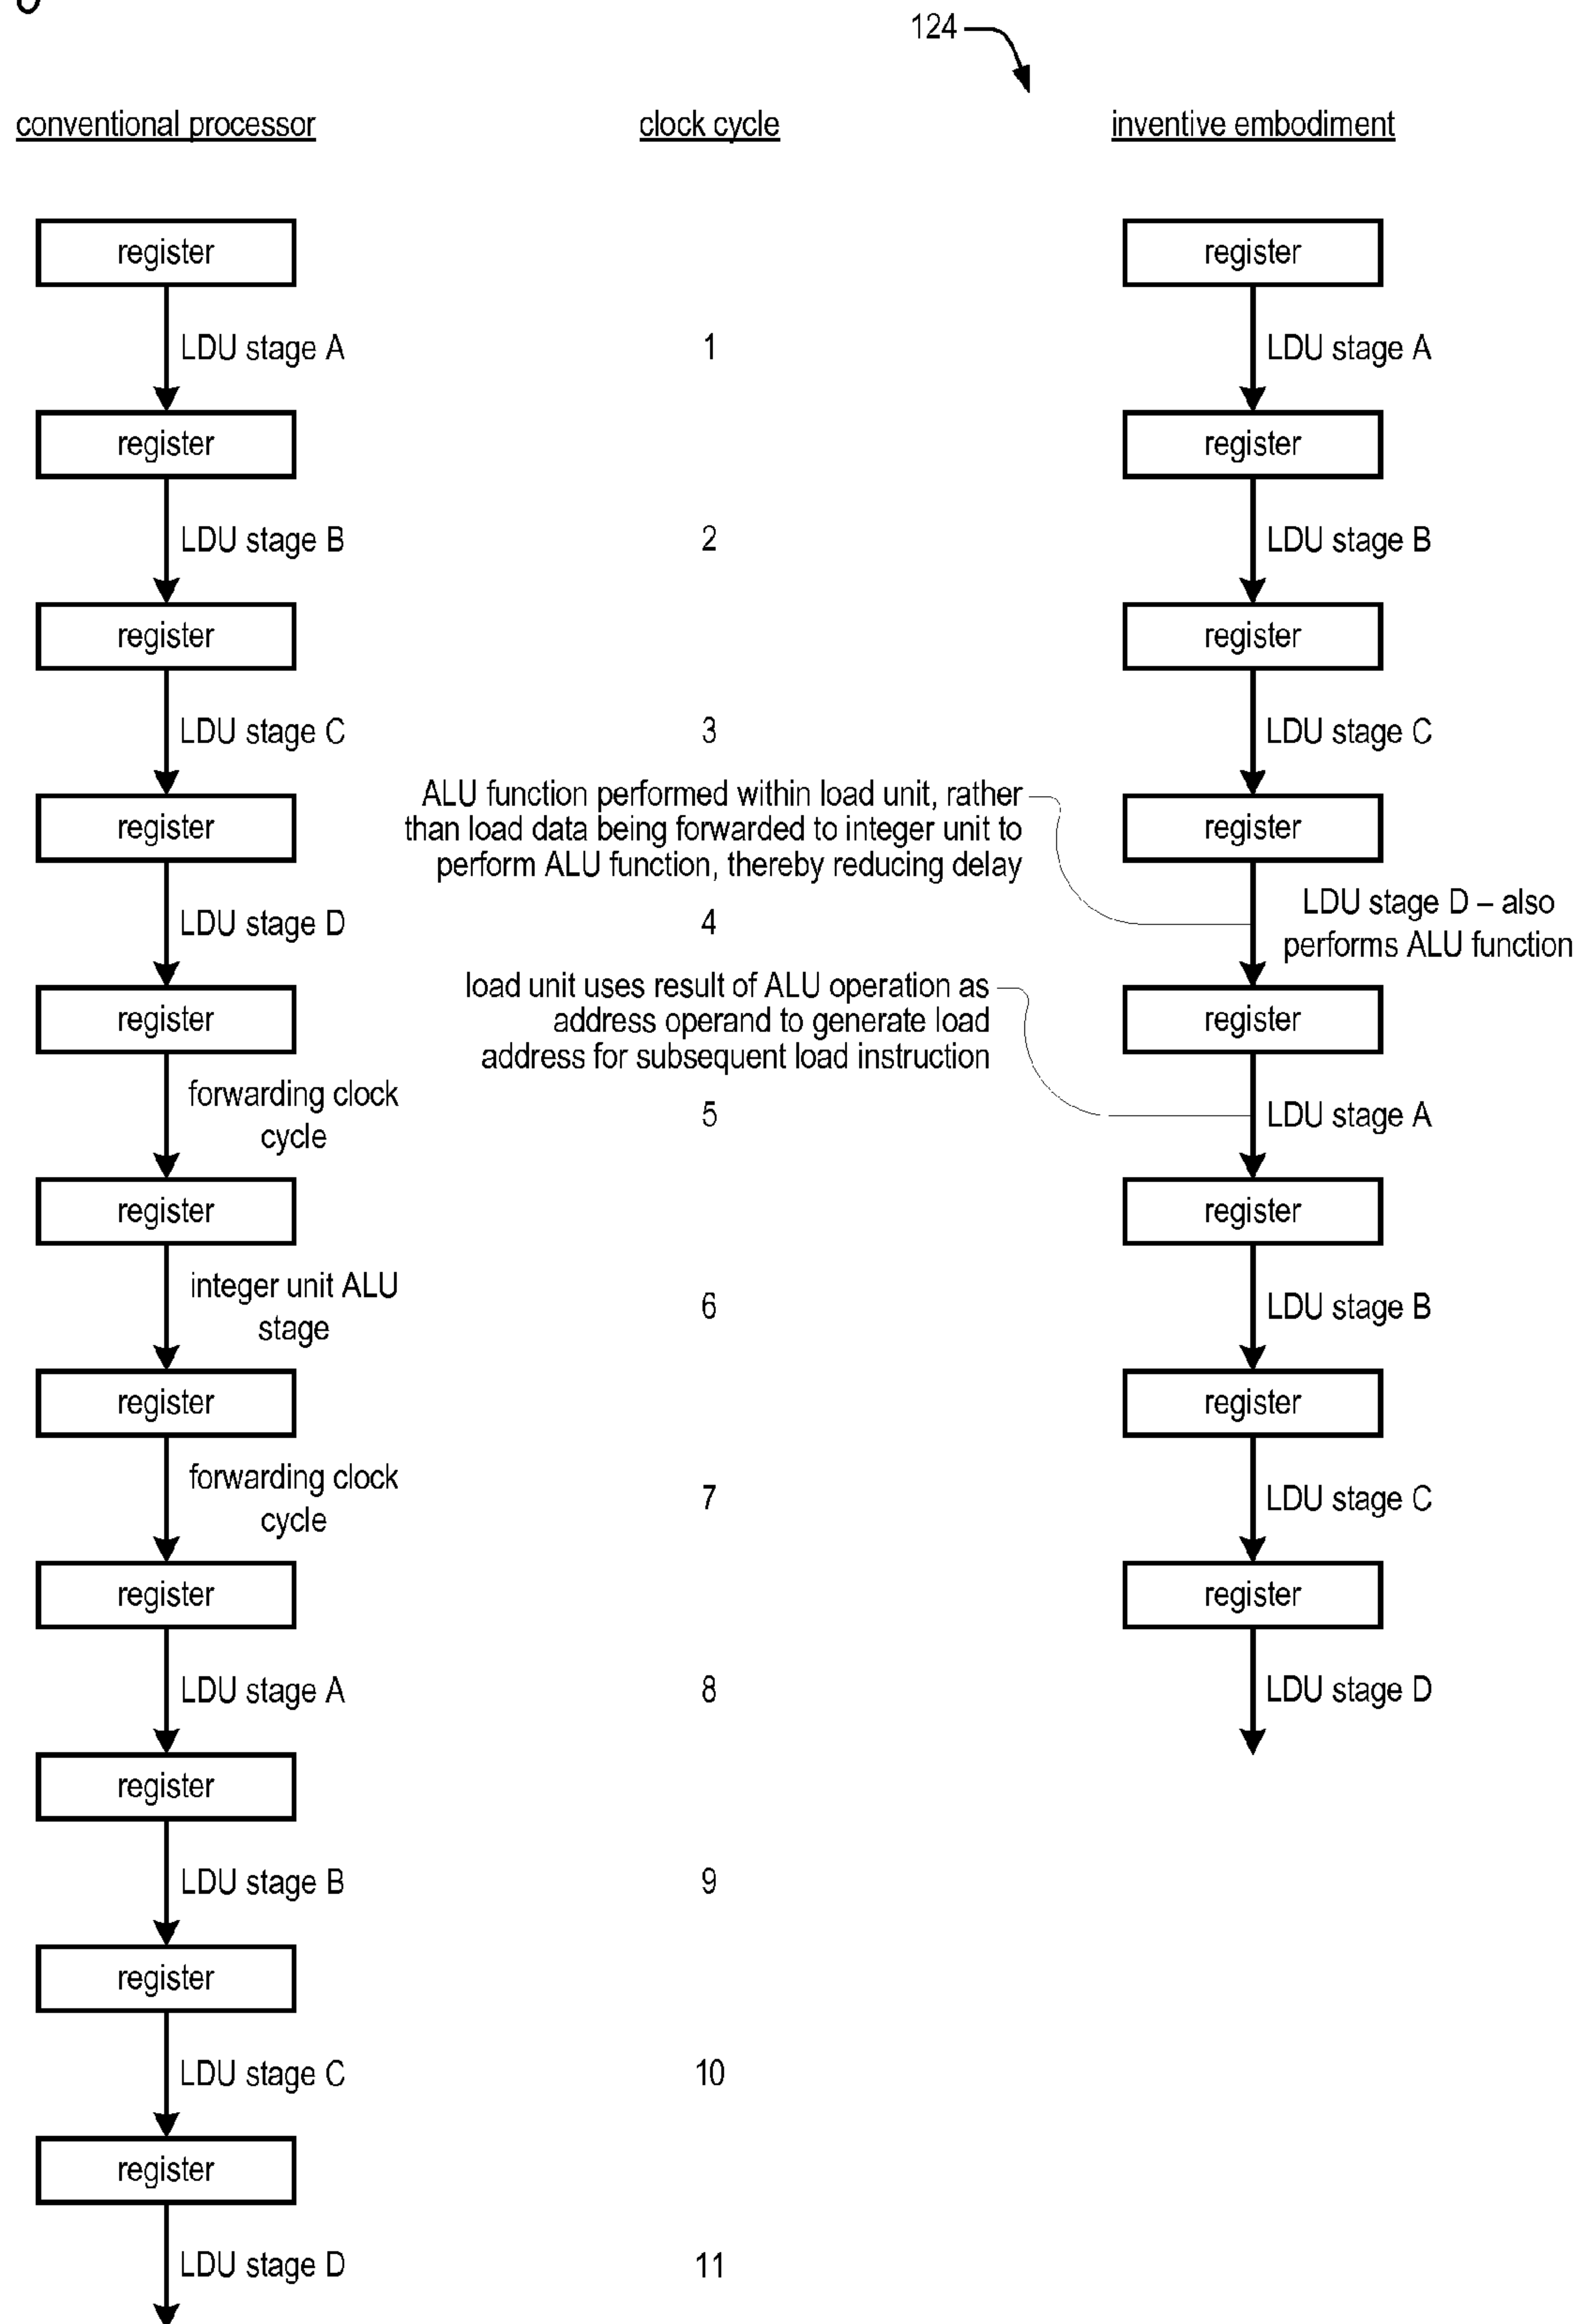 124
conventional processor
clock cycle
inventive embodiment
register
register
LDU stage A
1
LDU stage A
register
register
LDU stage B
2
LDU stage B
register
register
LDU stage C
3
LDU stage C
ALU function performed within load unit, rather
than load data being forwarded to integer unit to
perform ALU function, thereby reducing delay
register
register
LDU stage D
4
LDU stage D – also
performs ALU function
load unit uses result of ALU operation as
address operand to generate load
address for subsequent load instruction
register
register
forwarding clock
cycle
5
LDU stage A
register
register
integer unit ALU
stage
6
LDU stage B
register
register
forwarding clock
cycle
7
LDU stage C
register
register
LDU stage A
8
LDU stage D
register
LDU stage B
9
register
LDU stage C
10
register
LDU stage D
11